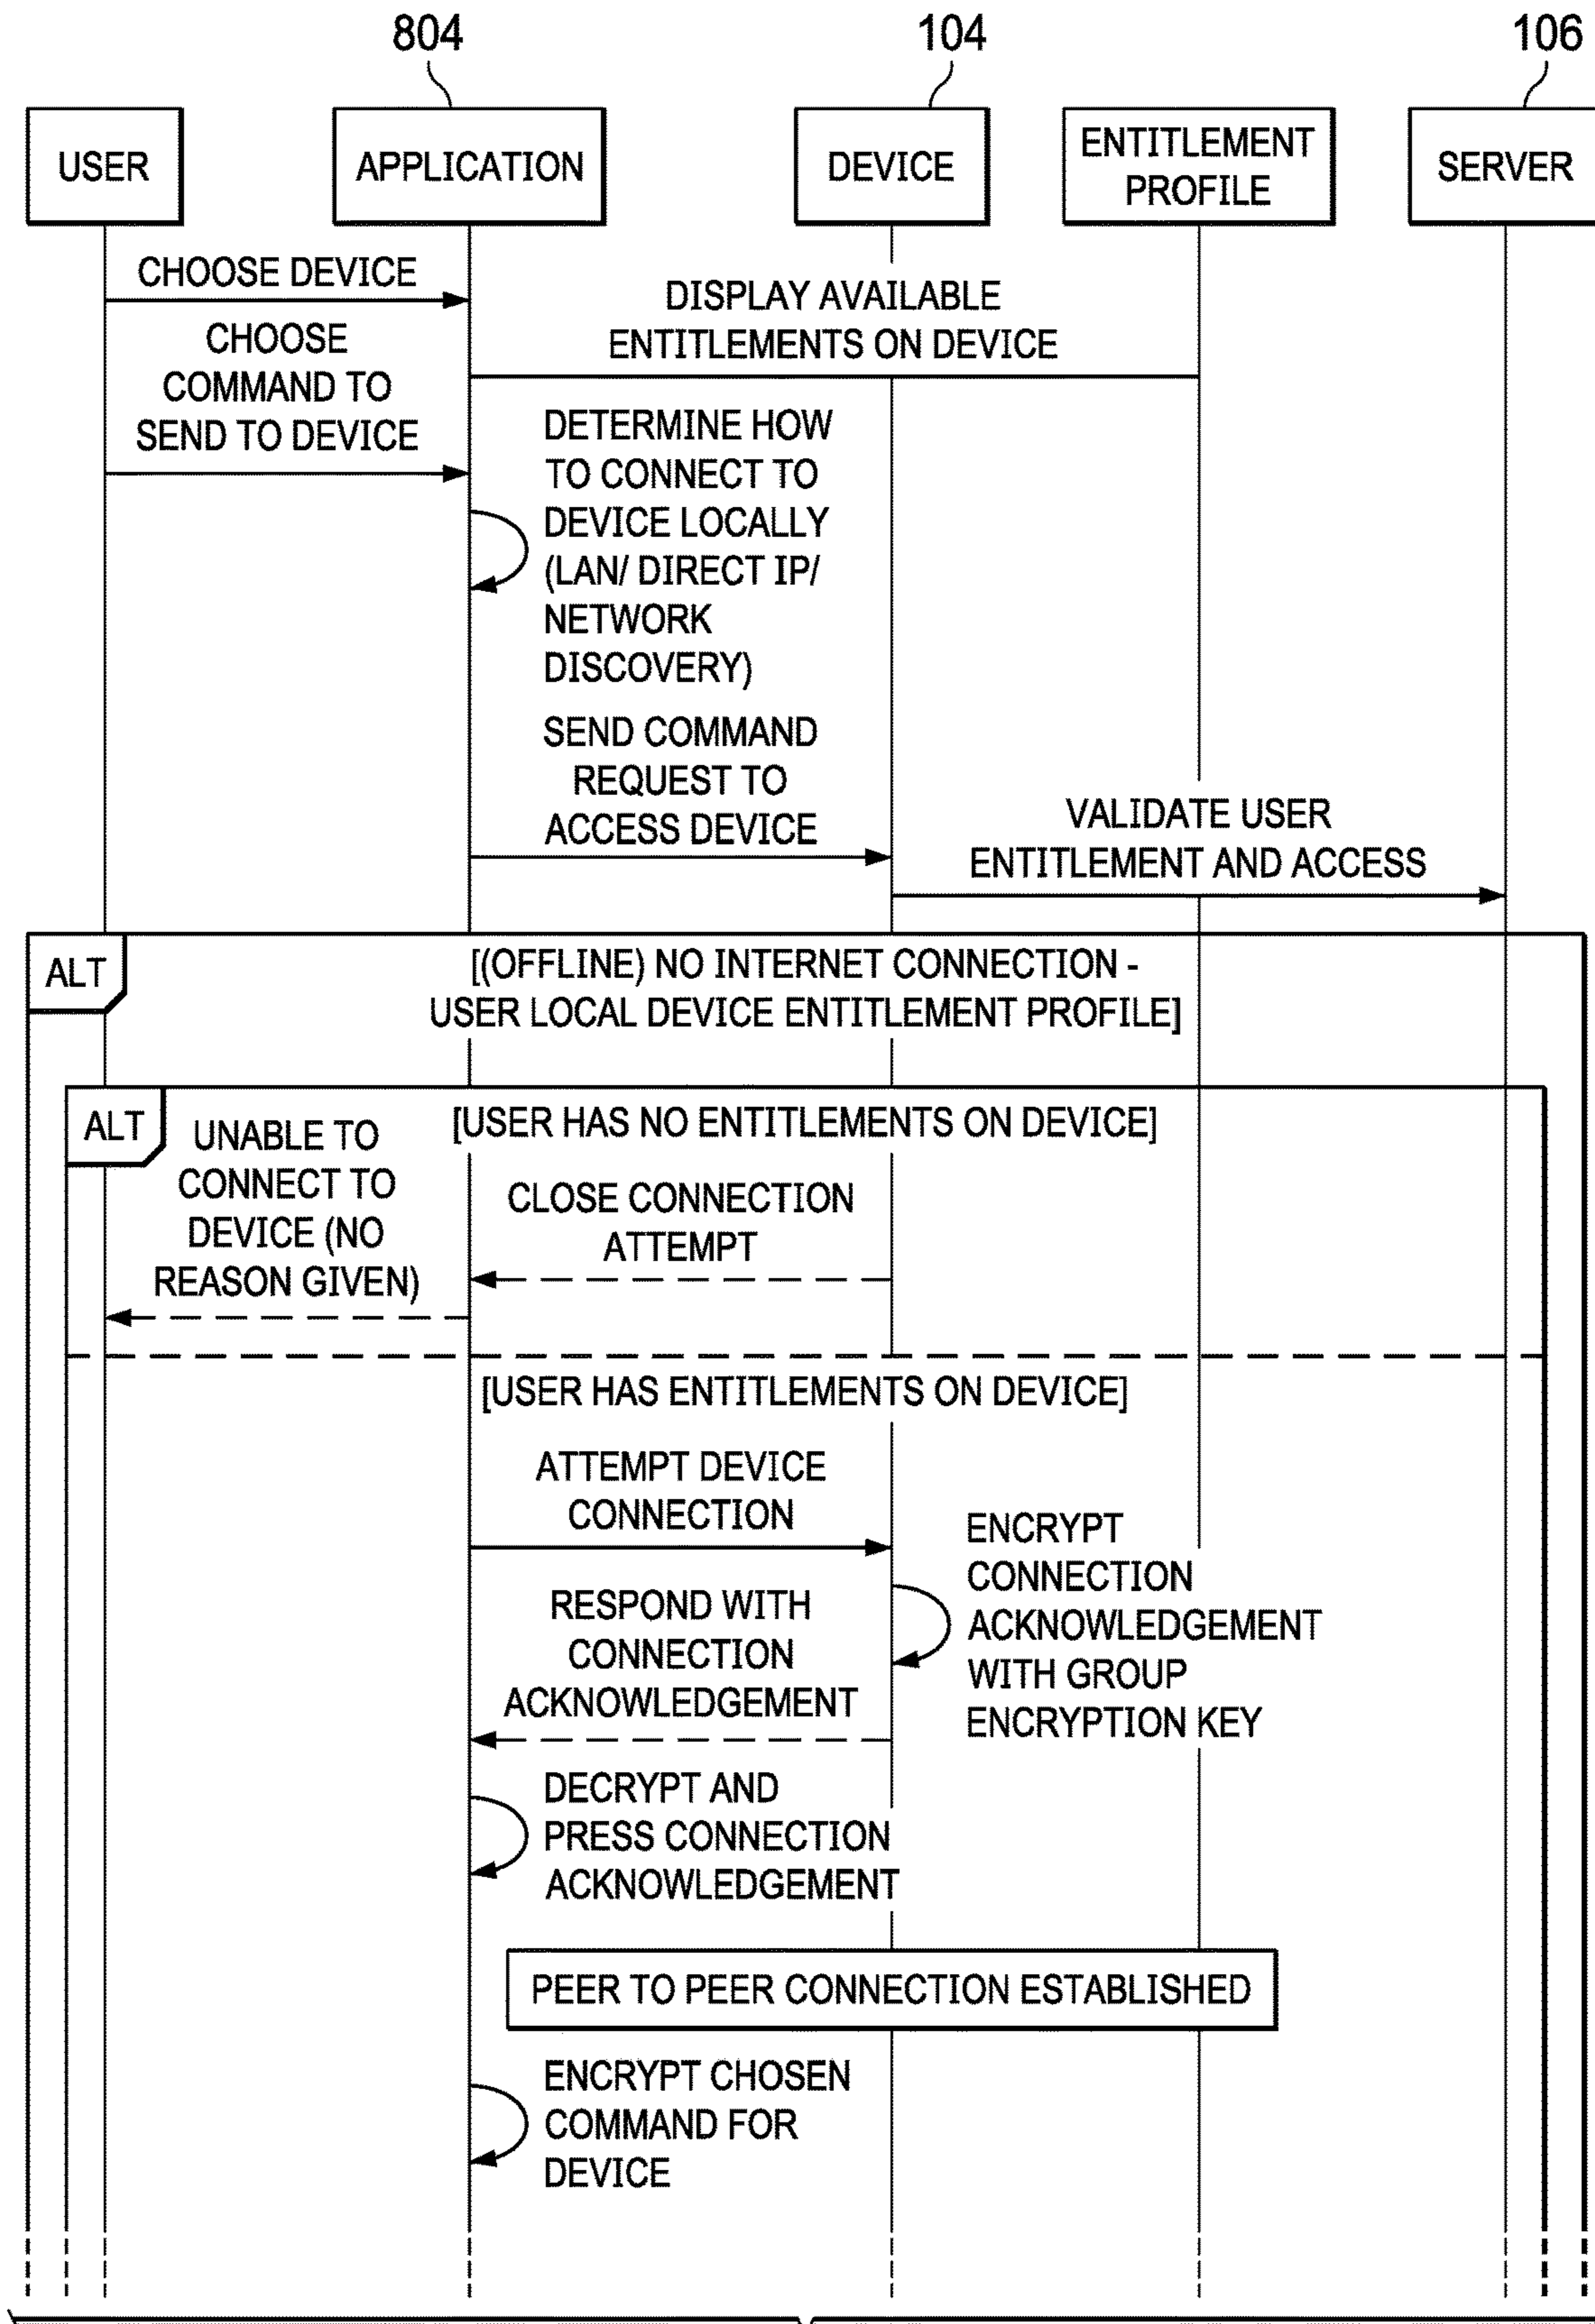 804
104
106
USER
APPLICATION
DEVICE
ENTITLEMENT
PROFILE
SERVER
CHOOSE DEVICE
DISPLAY AVAILABLE
ENTITLEMENTS ON DEVICE
CHOOSE
COMMAND TO
SEND TO DEVICE
DETERMINE HOW
TO CONNECT TO
DEVICE LOCALLY
(LAN/ DIRECT IP/
NETWORK
DISCOVERY)
SEND COMMAND
REQUEST TO
ACCESS DEVICE
VALIDATE USER
ENTITLEMENT AND ACCESS
ALT
[(OFFLINE) NO INTERNET CONNECTION -
USER LOCAL DEVICE ENTITLEMENT PROFILE]
ALT
[USER HAS NO ENTITLEMENTS ON DEVICE]
UNABLE TO
CONNECT TO
DEVICE (NO
REASON GIVEN)
CLOSE CONNECTION
ATTEMPT
[USER HAS ENTITLEMENTS ON DEVICE]
ATTEMPT DEVICE
CONNECTION
ENCRYPT
CONNECTION
ACKNOWLEDGEMENT
WITH GROUP
ENCRYPTION KEY
RESPOND WITH
CONNECTION
ACKNOWLEDGEMENT
DECRYPT AND
PRESS CONNECTION
ACKNOWLEDGEMENT
PEER TO PEER CONNECTION ESTABLISHED
ENCRYPT CHOSEN
COMMAND FOR
DEVICE